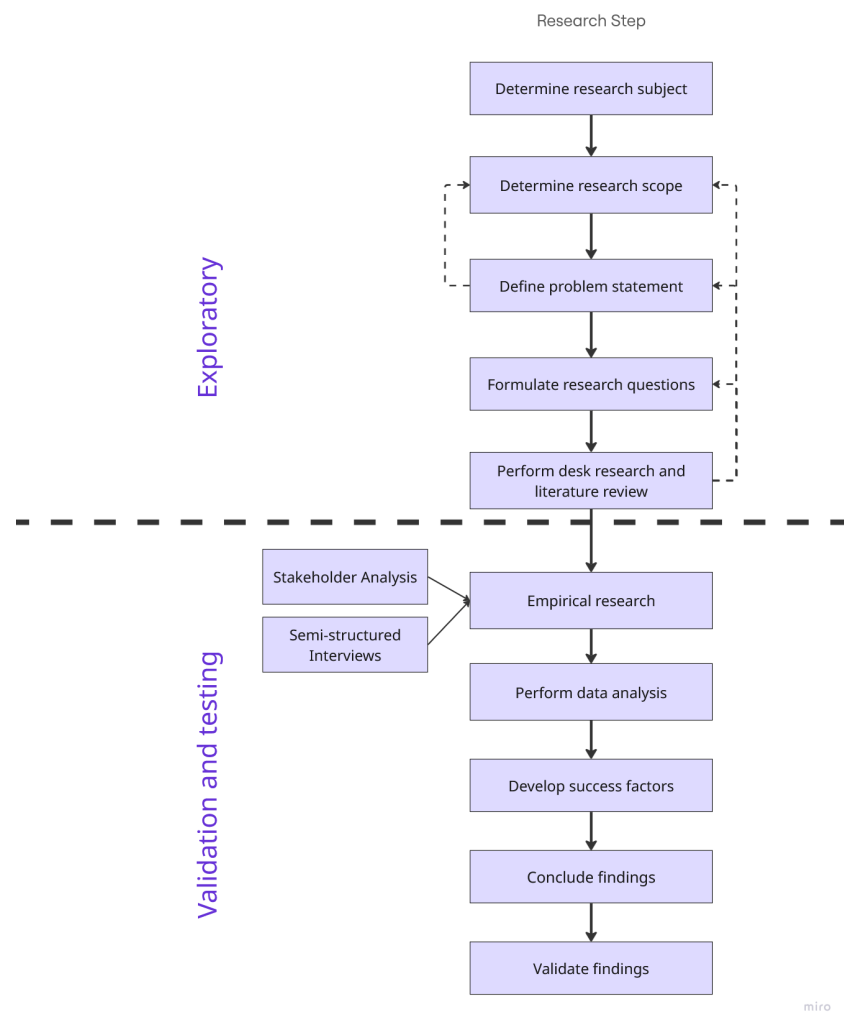 Research Step
Determine research subject
Determine research scope
Define problem statement
Formulate research questions
Perform desk research and
literature review
Exploratory
Stakeholder Analysis
Semi-structured
Interviews
Empirical research
Perform data analysis
Develop success factors
Conclude findings
Validate findings
Validation and testing
miro